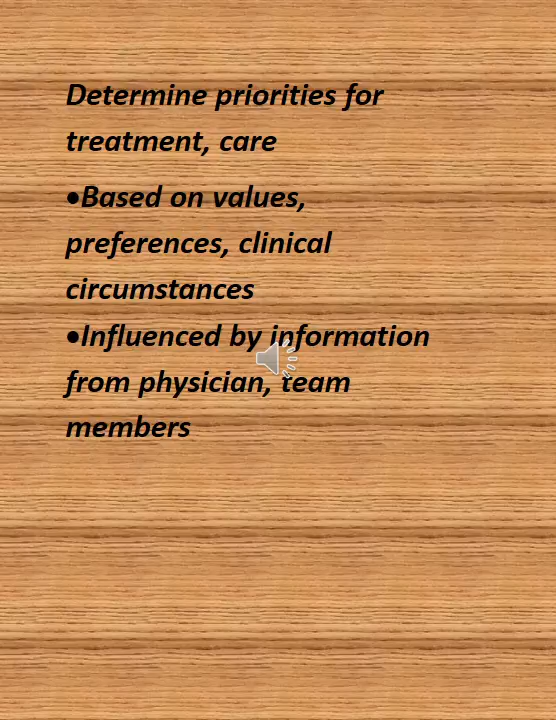 Determine priorities for
treatment, care
•Based on values,
preferences, clinical
circumstances
•Influenced by information
from physician, team
members